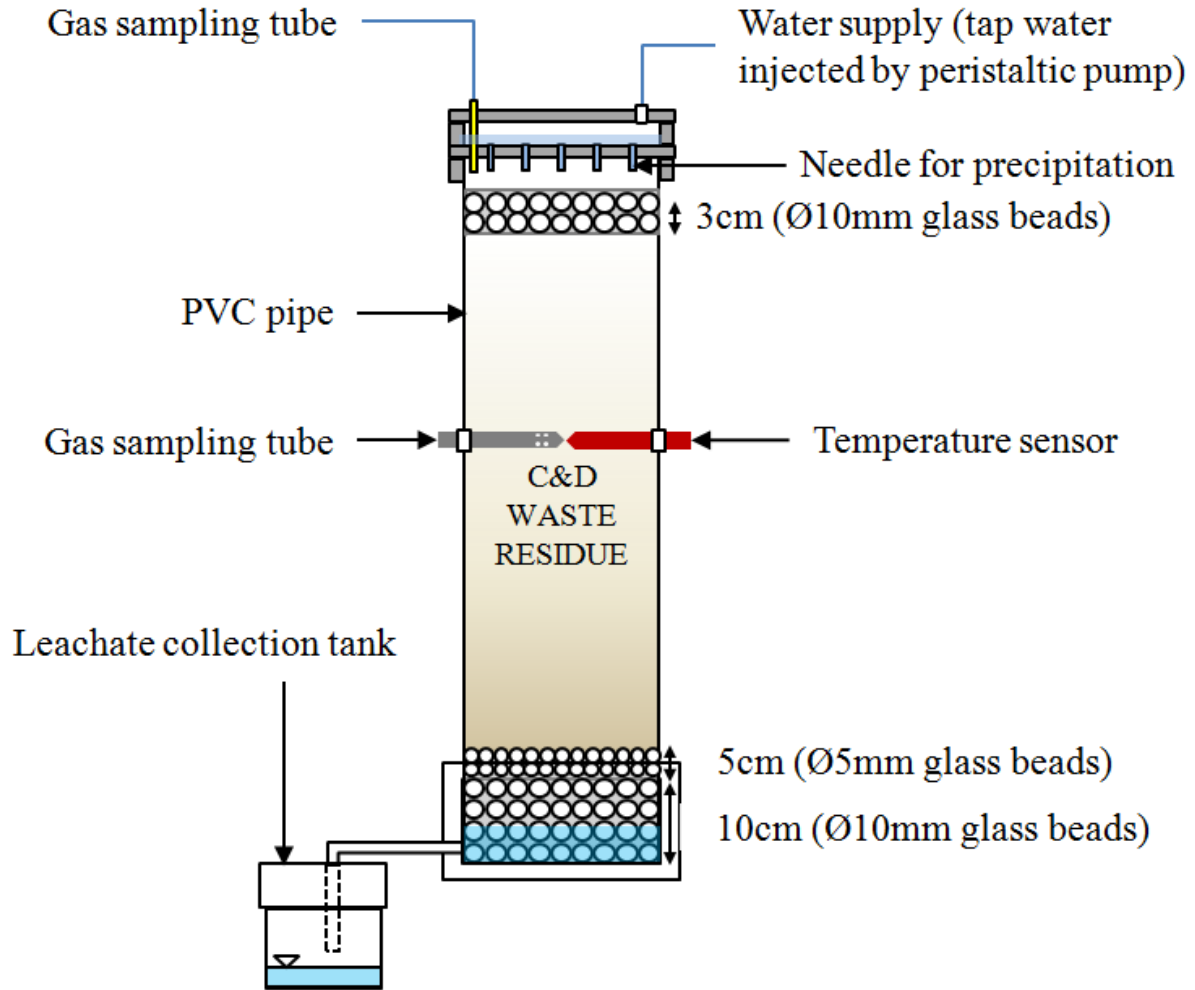 Gas sampling tube
Water supply (tap water
injected by peristaltic pump)
Needle for precipitation
3cm (Ø10mm glass beads)
PVC pipe
Gas sampling tube
Temperature sensor
C&D
WASTE
RESIDUE
Leachate collection tank
5cm (Ø5mm glass beads)
10cm (Ø10mm glass beads)